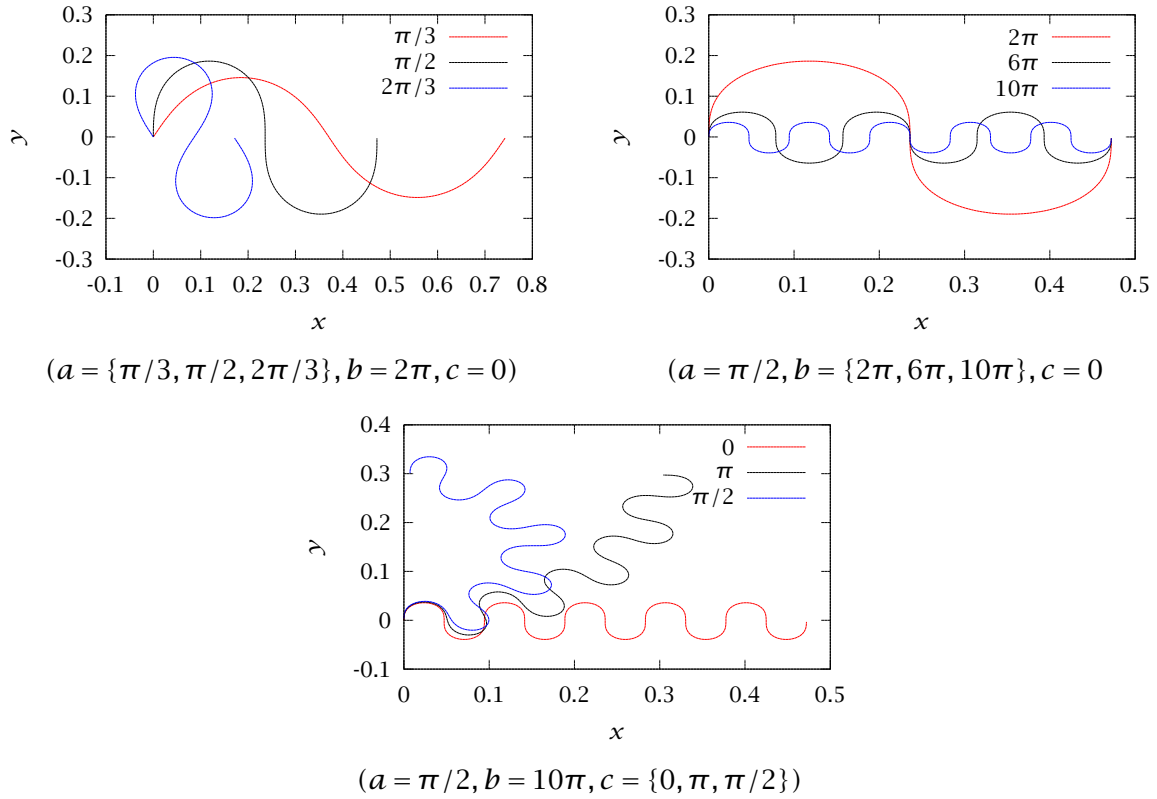 0.3
0.2
0.1
0
-0.1
-0.2
-0.3
y
-0.1 0 0.1 0.2 0.3 0.4 0.5 0.6 0.7 0.8
x
π/3
π/2
2π/3
(a = {π/3, π/2, 2π/3}, b = 2π, c = 0)
0.3
0.2
0.1
0
-0.1
-0.2
-0.3
y
0 0.1 0.2 0.3 0.4 0.5
x
2π
6π
10π
(a = π/2, b = {2π, 6π, 10π}, c = 0
0.4
0.3
0.2
0.1
0
-0.1
y
0 0.1 0.2 0.3 0.4 0.5
x
0
π
π/2
(a = π/2, b = 10π, c = {0, π, π/2})